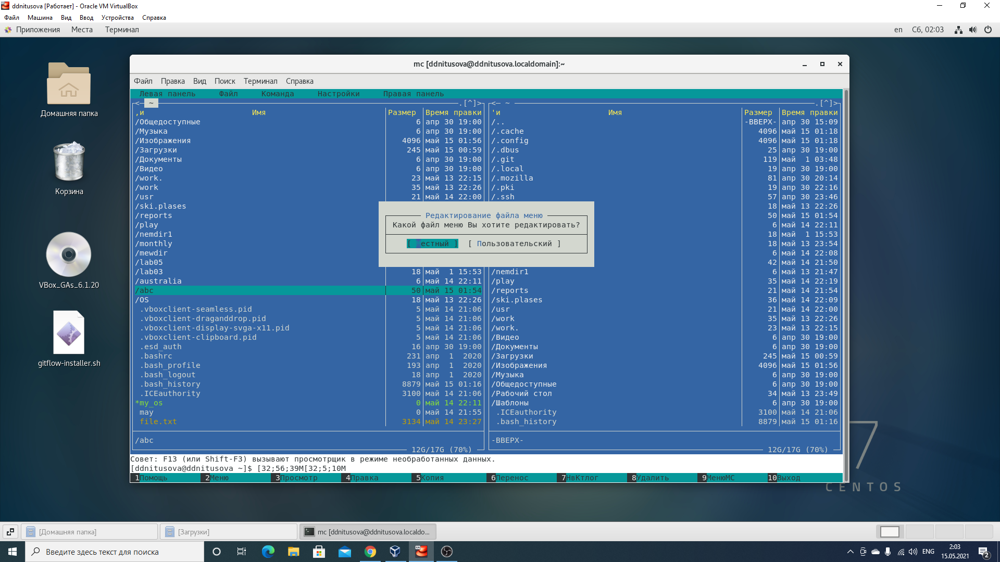 ddnitusova [Работает] - Oracle VM VirtualBox
Файл Машина Вид Ввод Устройства Справка
Приложения Места Терминал en Сб, 02:03
mc [ddnitusova@ddnitusova.localdomain]:~
Файл Правка Вид Поиск Терминал Справка
Левая панель Файл Команда Настройки Правая панель
<─ ~ .[^]> <─ ~ .[^]>
,и Имя Размер Время правки 'и Имя Размер Время правки
/Общедоступные 6 апр 30 19:00 /.. -ВВЕРХ- апр 30 15:09
/Музыка 6 апр 30 19:00 /.cache 4096 май 15 01:18
/Изображения 4096 май 15 01:56 /.config 4096 май 15 01:18
/Загрузки 245 май 15 00:59 /.dbus 25 апр 30 19:00
/Документы 6 апр 30 19:00 /.git 119 май 1 03:48
/Видео 6 апр 30 19:00 /.local 19 апр 30 19:00
/work. 23 май 13 22:15 /.mozilla 81 апр 30 20:14
/work 35 май 13 22:26 /.pki 19 апр 30 22:16
/usr 21 май 14 22:00 /.ssh 57 апр 30 23:46
/ski.plases 18 май 13 22:26
/reports 50 май 15 01:54
/play 6 май 14 22:11
/nemdir1 18 май 1 15:53
/monthly 18 май 13 23:54
/mewdir 6 май 14 22:08
/lab05 42 май 14 21:50
Редактирование файла меню
Какой файл меню Вы хотите редактировать?
[ Местный ] [ Пользовательский ]
/lab03 18 май 1 15:53 /nemdir1 6 май 13 21:47
/australia 6 май 14 22:11 /play 35 май 14 22:19
/abc 50 май 15 01:54 /reports 21 май 14 21:54
/OS 18 май 13 22:26 /ski.plases 36 май 14 22:09
.vboxclient-seamless.pid 5 май 14 21:06 /usr 21 май 14 22:00
.vboxclient-draganddrop.pid 5 май 14 21:06 /work 35 май 13 22:26
.vboxclient-display-svga-x11.pid 5 май 14 21:06 /work. 23 май 13 22:15
.vboxclient-clipboard.pid 5 май 14 21:06 /Видео 6 апр 30 19:00
.esd_auth 16 апр 30 19:00 /Документы 6 апр 30 19:00
.bashrc 231 апр 1 2020 /Загрузки 245 май 15 00:59
.bash_profile 193 апр 1 2020 /Изображения 4096 май 15 01:56
.bash_logout 18 апр 1 2020 /Музыка 6 апр 30 19:00
.bash_history 8879 май 15 01:16 /Общедоступные 6 апр 30 19:00
.ICEauthority 3100 май 14 21:06 /Рабочий стол 34 май 13 23:49
*my_os 0 май 14 22:11 /Шаблоны 6 апр 30 19:00
may 0 май 14 21:55 .ICEauthority 3100 май 14 21:06
file.txt 3134 май 14 23:27 .bash_history 8879 май 15 01:16
/abc -ВВЕРХ-
12G/17G (70%) 12G/17G (70%)
Совет: F13 (или Shift-F3) вызывают просмотрщик в режиме необработанных данных.
[ddnitusova@ddnitusova ~]$ [32;56;39M[32;5;10M
1Помощь 2Меню 3Просмотр 4Правка 5Копия 6Перенос 7НвКтлог 8Удалить 9МенюМС 10Выход
Домашняя папка
Корзина
VBox_GAs_6.1.20
gitflow-installer.sh
7
CENTOS
[Домашняя папка] [Загрузки] mc [ddnitusova@ddnitusova.localdo...
Введите здесь текст для поиска
ENG 2:03
15.05.2021
2